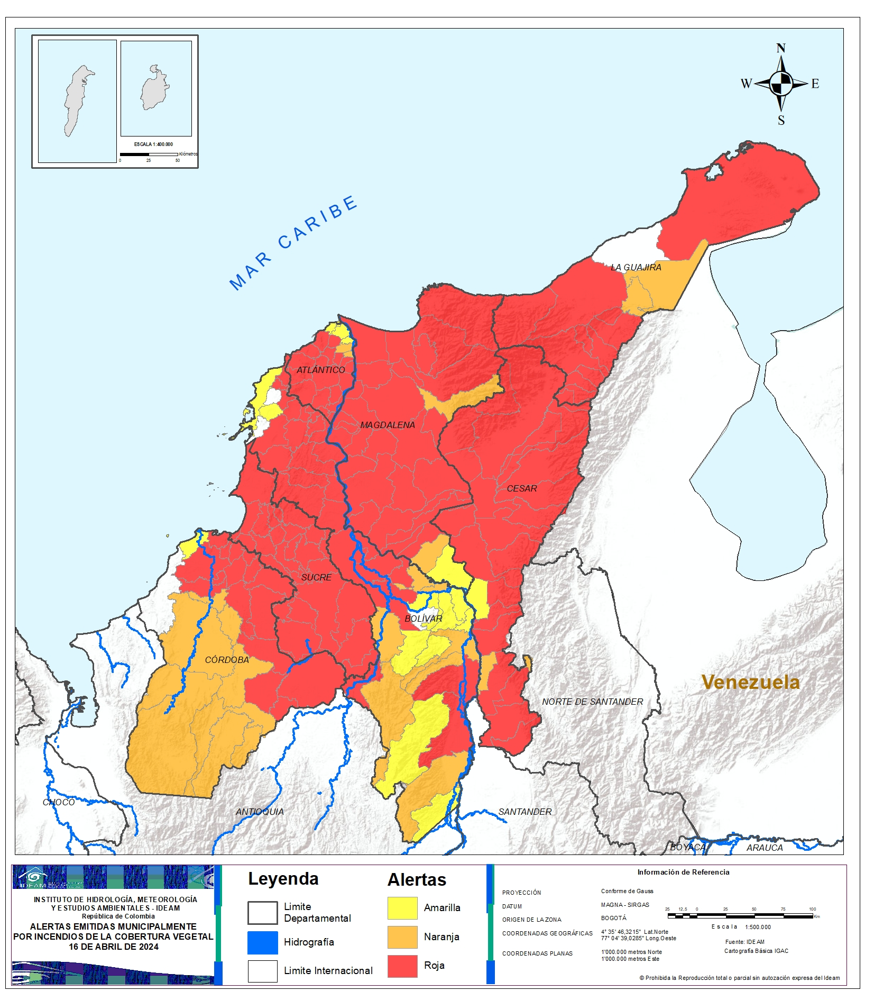 ESCALA 1:400.000
Kilómetros
0 25 50
N
W E
S
MAR CARIBE
LA GUAJIRA
ATLÁNTICO
MAGDALENA
CESAR
SUCRE
BOLÍVAR
CÓRDOBA
Venezuela
NORTE DE SANTANDER
CHOCÓ
ANTIOQUIA
SANTANDER
BOYACÁ
ARAUCA
IDEAM
INSTITUTO DE HIDROLOGÍA, METEOROLOGÍA
Y ESTUDIOS AMBIENTALES - IDEAM
República de Colombia
ALERTAS EMITIDAS MUNICIPALMENTE
POR INCENDIOS DE LA COBERTURA VEGETAL
16 DE ABRIL DE 2024
Leyenda
Limite
Departamental
Hidrografía
Limite Internacional
Alertas
Amarilla
Naranja
Roja
Información de Referencia
PROYECCIÓN Conforme de Gauss
DATUM MAGNA - SIRGAS
ORIGEN DE LA ZONA BOGOTÁ
COORDENADAS GEOGRÁFICAS 4° 35' 46,3215" Lat.Norte
77° 04' 39,0285" Long.Oeste
COORDENADAS PLANAS 1'000.000 metros Norte
1'000.000 metros Este
25 12,5 0 25 50 75 100
Km
Escala 1:500.000
Fuente: IDEAM
Cartografía Básica IGAC
© Prohibida la Reproducción total o parcial sin autozación expresa del Ideam